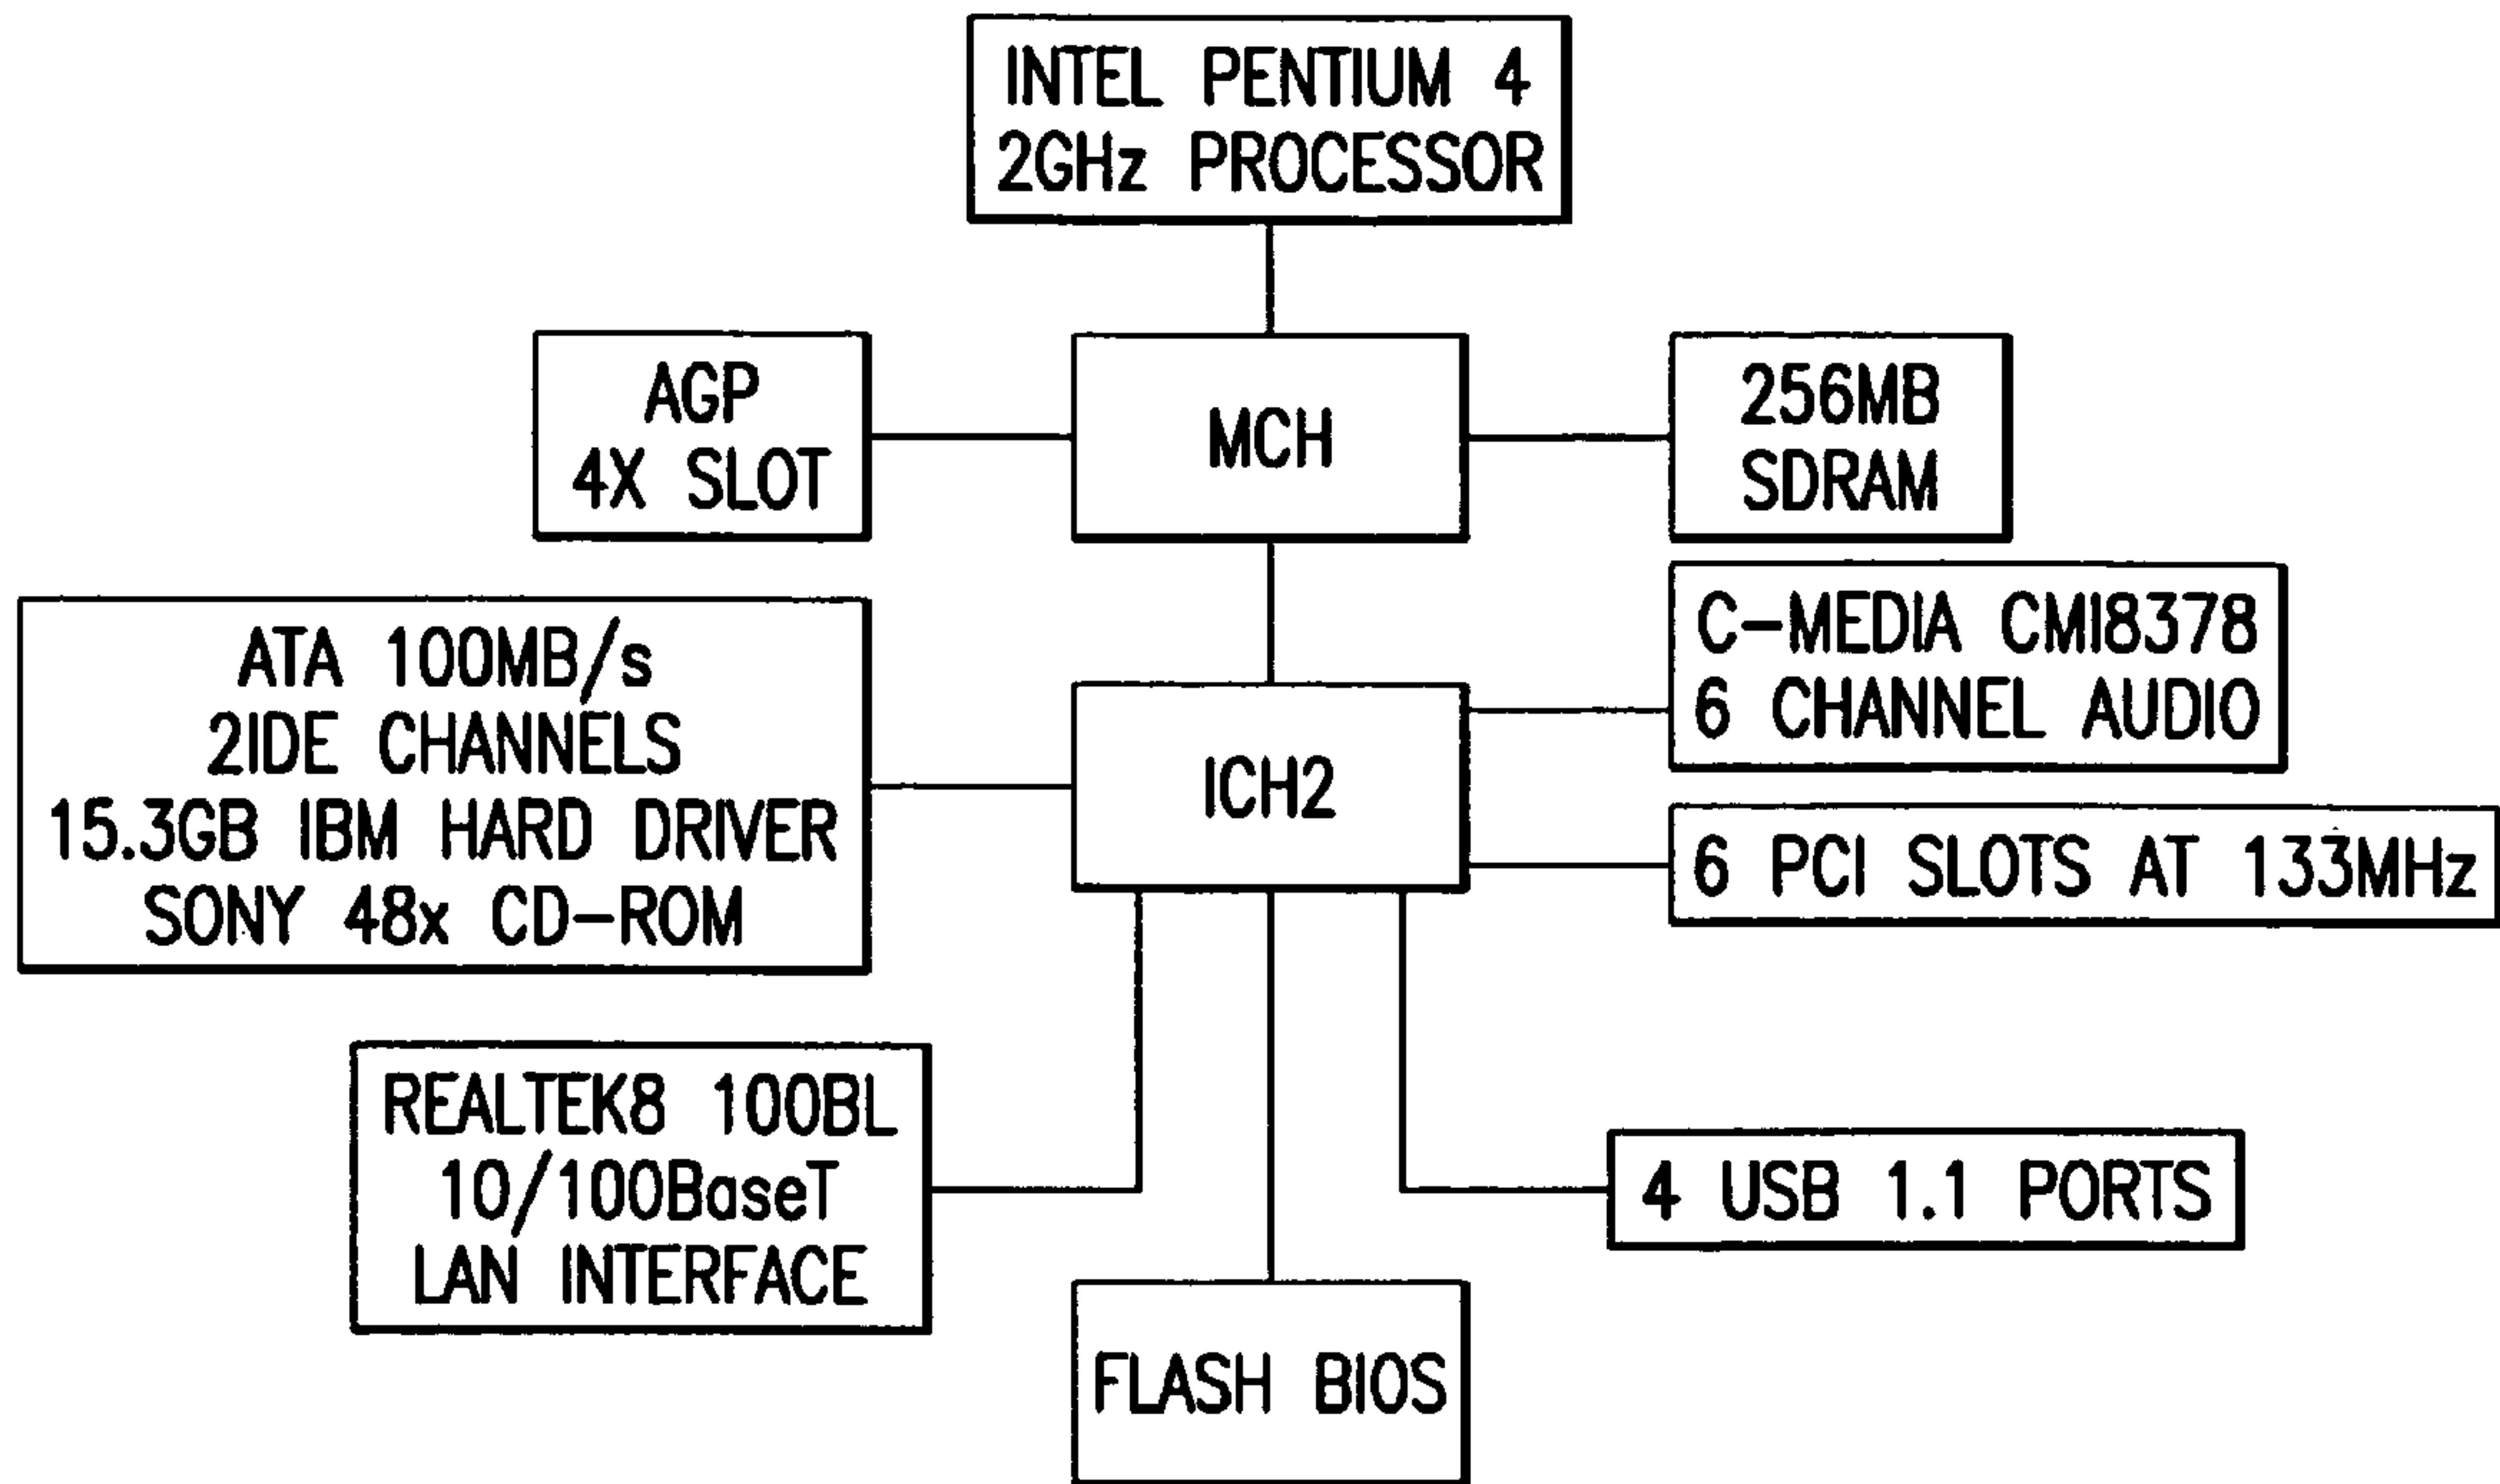 INTEL PENTIUM 4
2GHz PROCESSOR
AGP
4X SLOT
MCH
256MB
SDRAM
ATA 100MB/s
2IDE CHANNELS
15.3GB IBM HARD DRIVER
SONY 48x CD-ROM
ICH2
C-MEDIA CMI8378
6 CHANNEL AUDIO
6 PCI SLOTS AT 133MHz
REALTEK8 100BL
10/100BaseT
LAN INTERFACE
4 USB 1.1 PORTS
FLASH BIOS